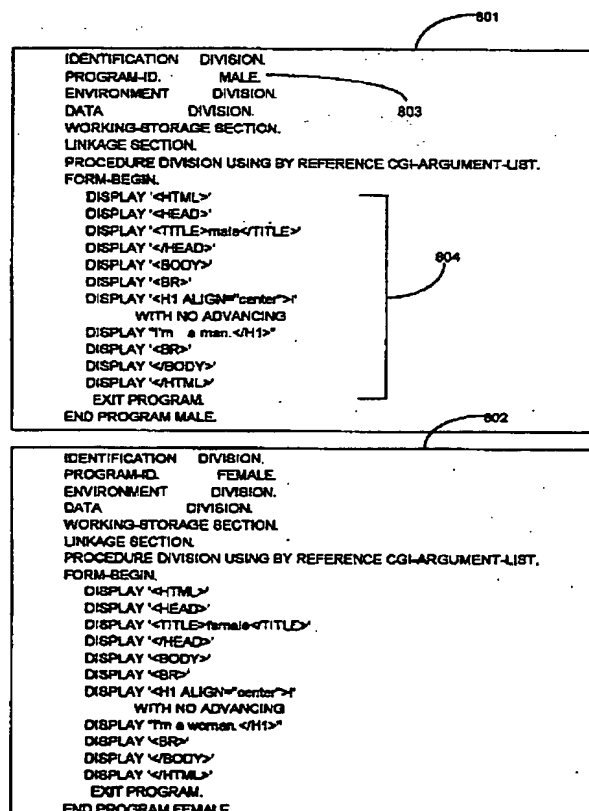 801
IDENTIFICATION DIVISION.
PROGRAM-ID. MALE.
ENVIRONMENT DIVISION.
DATA DIVISION. 803
WORKING-STORAGE SECTION.
LINKAGE SECTION.
PROCEDURE DIVISION USING BY REFERENCE CGI-ARGUMENT-LIST.
FORM-BEGIN.
DISPLAY '<HTML>'
DISPLAY '<HEAD>'
DISPLAY '<TITLE>male</TITLE>'
DISPLAY '</HEAD>'
DISPLAY '<BODY>'
DISPLAY '<BR>'
804
DISPLAY '<H1 ALIGN="center">'
WITH NO ADVANCING
DISPLAY "I'm a man.</H1>"
DISPLAY '<BR>'
DISPLAY '</BODY>'
DISPLAY '</HTML>'
EXIT PROGRAM.
END PROGRAM MALE.
802
IDENTIFICATION DIVISION.
PROGRAM-ID. FEMALE.
ENVIRONMENT DIVISION.
DATA DIVISION.
WORKING-STORAGE SECTION.
LINKAGE SECTION.
PROCEDURE DIVISION USING BY REFERENCE CGI-ARGUMENT-LIST.
FORM-BEGIN.
DISPLAY '<HTML>'
DISPLAY '<HEAD>'
DISPLAY '<TITLE>female</TITLE>'
DISPLAY '</HEAD>'
DISPLAY '<BODY>'
DISPLAY '<BR>'
DISPLAY '<H1 ALIGN="center">'
WITH NO ADVANCING
DISPLAY "I'm a woman.</H1>"
DISPLAY '<BR>'
DISPLAY '</BODY>'
DISPLAY '</HTML>'
EXIT PROGRAM.
END PROGRAM FEMALE.